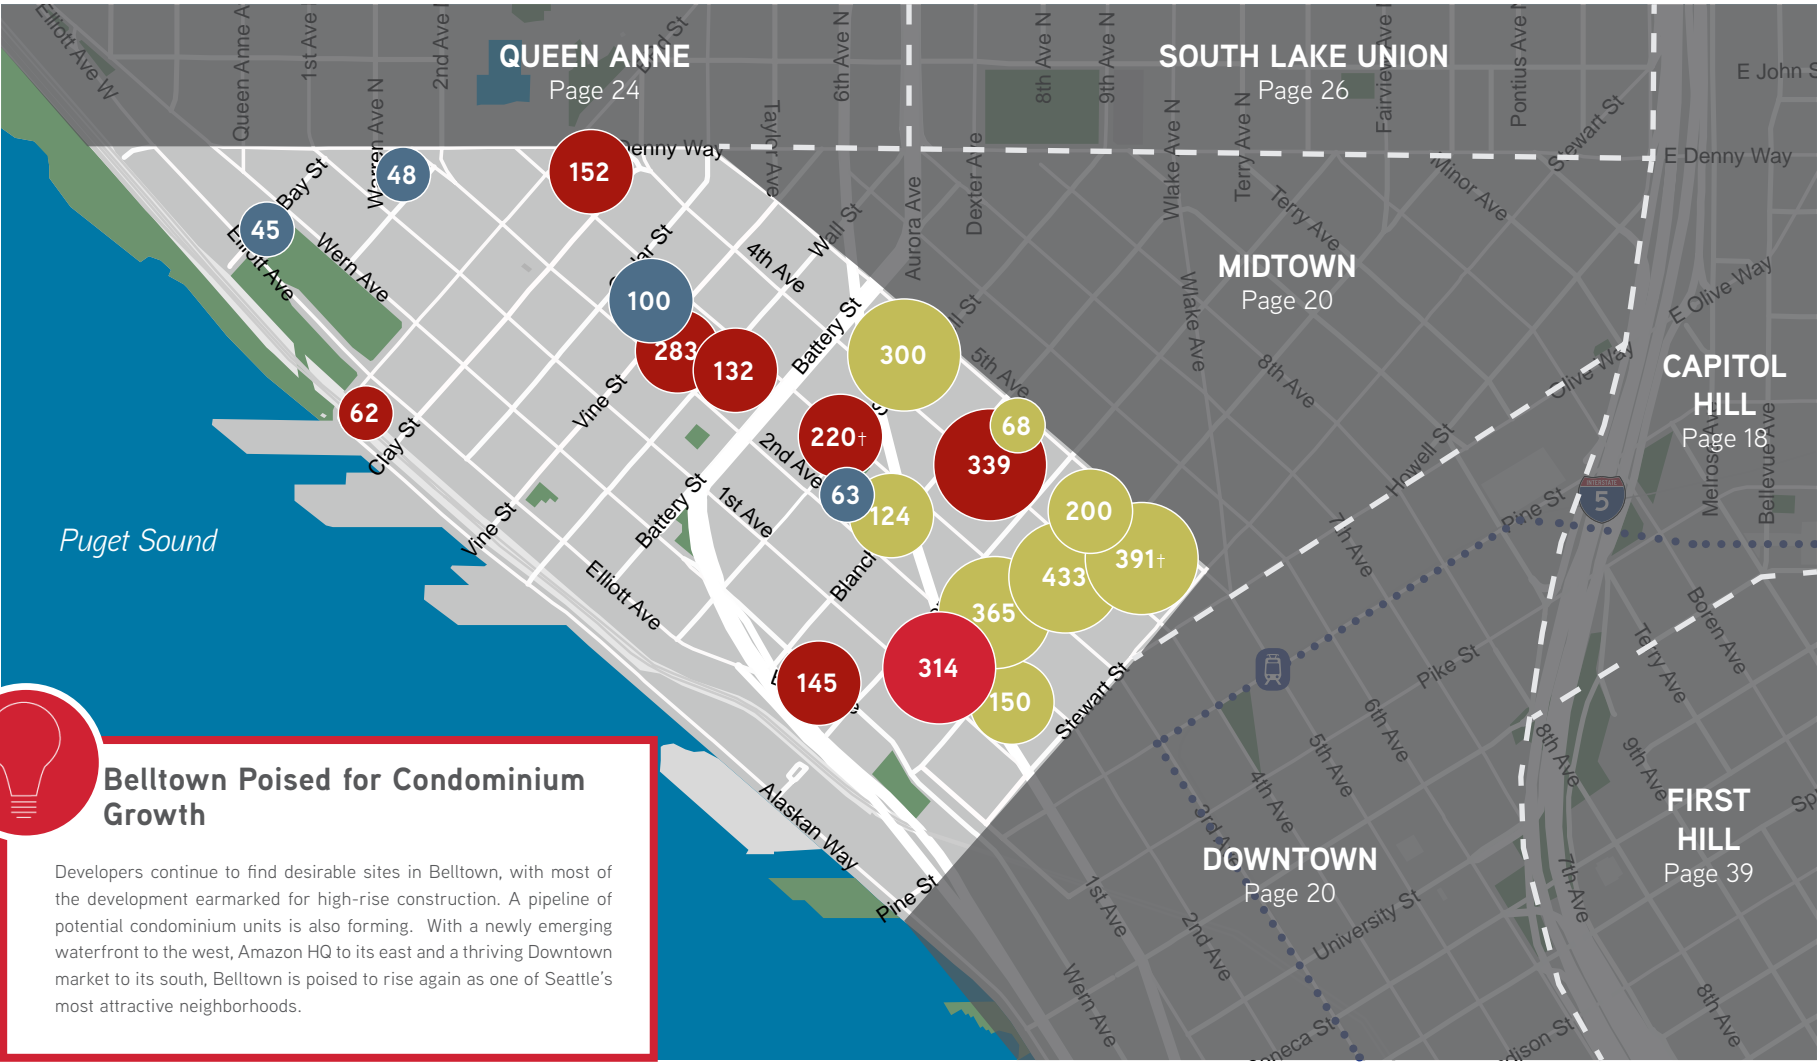 Elliott Ave W
1st Ave
2nd Ave
QUEEN ANNE
Page 24
6th Ave N
8th Ave N
9th Ave N
SOUTH LAKE UNION
Page 26
Pontius Ave N
E John S
Warren Ave N
Taylor Ave
Wlake Ave N
Terry Ave N
Stewart St
Denny Way
E Denny Way
Bay St
48
152
Minor Ave
Terry Ave
45
Elliott Ave
Wern Ave
4th Ave
Wall St
Aurora Ave
Dexter Ave
MIDTOWN
Page 20
E Olive Way
100
283
132
Battery St
300
5th Ave
Wlake Ave
8th Ave
Olive Way
CAPITOL
HILL
Page 18
62
Clay St
Vine St
220†
68
339
2nd Ave
63
124
Howell St
Bellevue Ave
INTERSTATE
5
Pine St
Puget Sound
Vine St
Battery St
1st Ave
200
391†
433
7th Ave
Elliott Ave
365
314
145
150
Stewart St
Pike St
Boren Ave
Terry Ave
6th Ave
5th Ave
4th Ave
3rd Ave
8th Ave
9th Ave
FIRST
HILL
Page 39
DOWNTOWN
Page 20
Alaskan Way
Pine St
1st Ave
2nd Ave
University St
7th Ave
Wern Ave
8th Ave
Belltown Poised for Condominium
Growth
Developers continue to find desirable sites in Belltown, with most of
the development earmarked for high-rise construction. A pipeline of
potential condominium units is also forming. With a newly emerging
waterfront to the west, Amazon HQ to its east and a thriving Downtown
market to its south, Belltown is poised to rise again as one of Seattle's
most attractive neighborhoods.